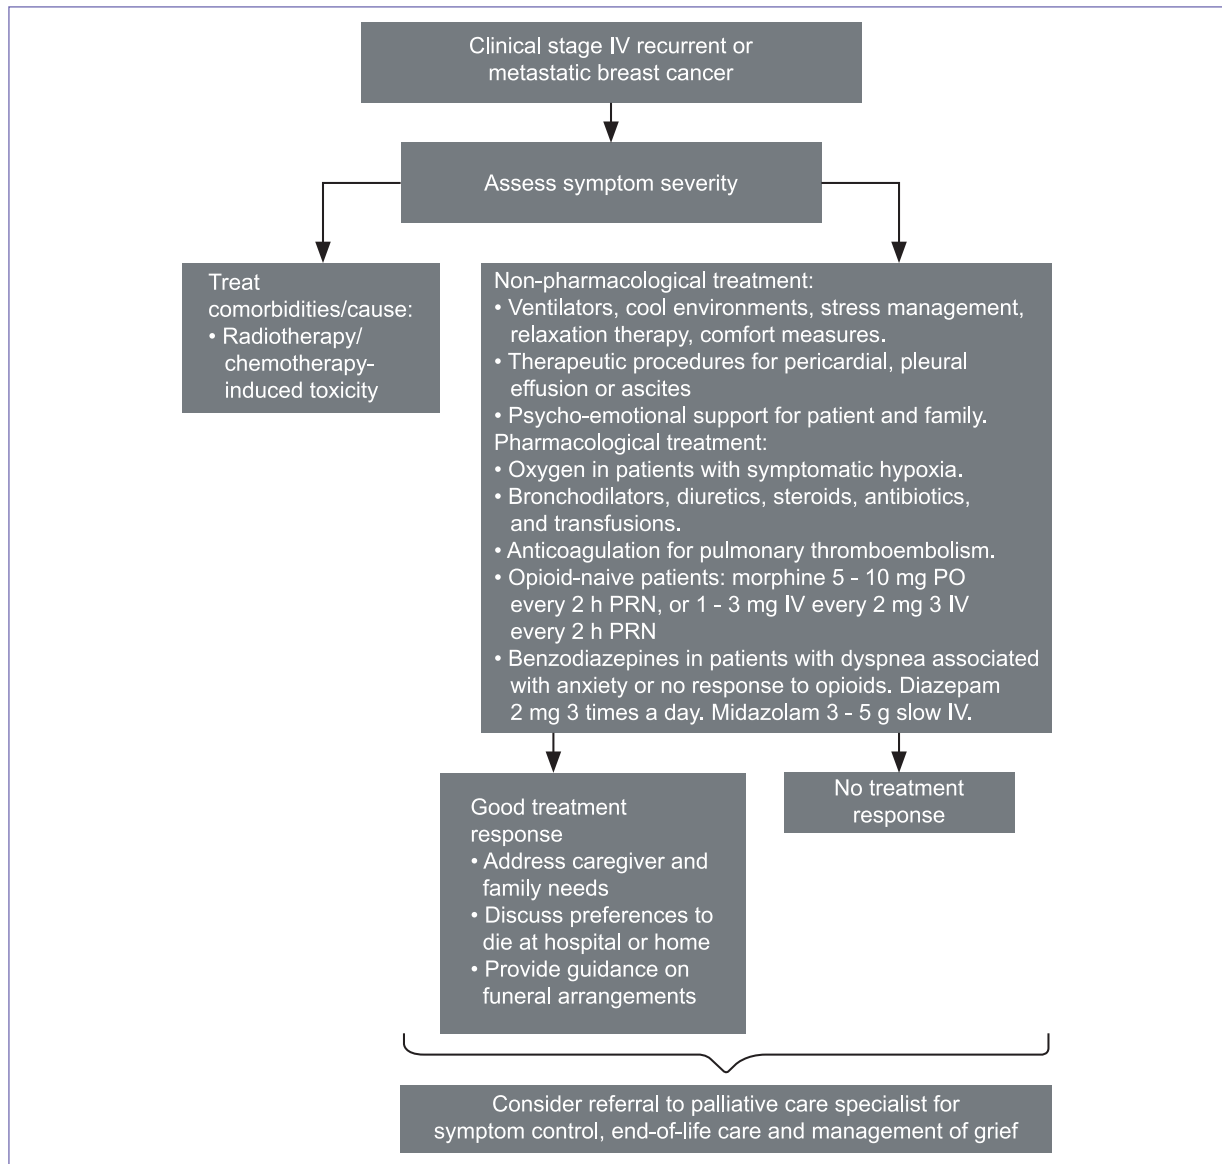 Clinical stage IV recurrent or
metastatic breast cancer
Assess symptom severity
Treat
comorbidities/cause:
• Radiotherapy/
chemotherapy-
induced toxicity
Non-pharmacological treatment:
• Ventilators, cool environments, stress management,
relaxation therapy, comfort measures.
• Therapeutic procedures for pericardial, pleural
effusion or ascites
• Psycho-emotional support for patient and family.
Pharmacological treatment:
• Oxygen in patients with symptomatic hypoxia.
• Bronchodilators, diuretics, steroids, antibiotics,
and transfusions.
• Anticoagulation for pulmonary thromboembolism.
• Opioid-naive patients: morphine 5 - 10 mg PO
every 2 h PRN, or 1 - 3 mg IV every 2 mg 3 IV
every 2 h PRN
• Benzodiazepines in patients with dyspnea associated
with anxiety or no response to opioids. Diazepam
2 mg 3 times a day. Midazolam 3 - 5 g slow IV.
Good treatment
response
• Address caregiver and
family needs
• Discuss preferences to
die at hospital or home
• Provide guidance on
funeral arrangements
No treatment
response
Consider referral to palliative care specialist for
symptom control, end-of-life care and management of grief